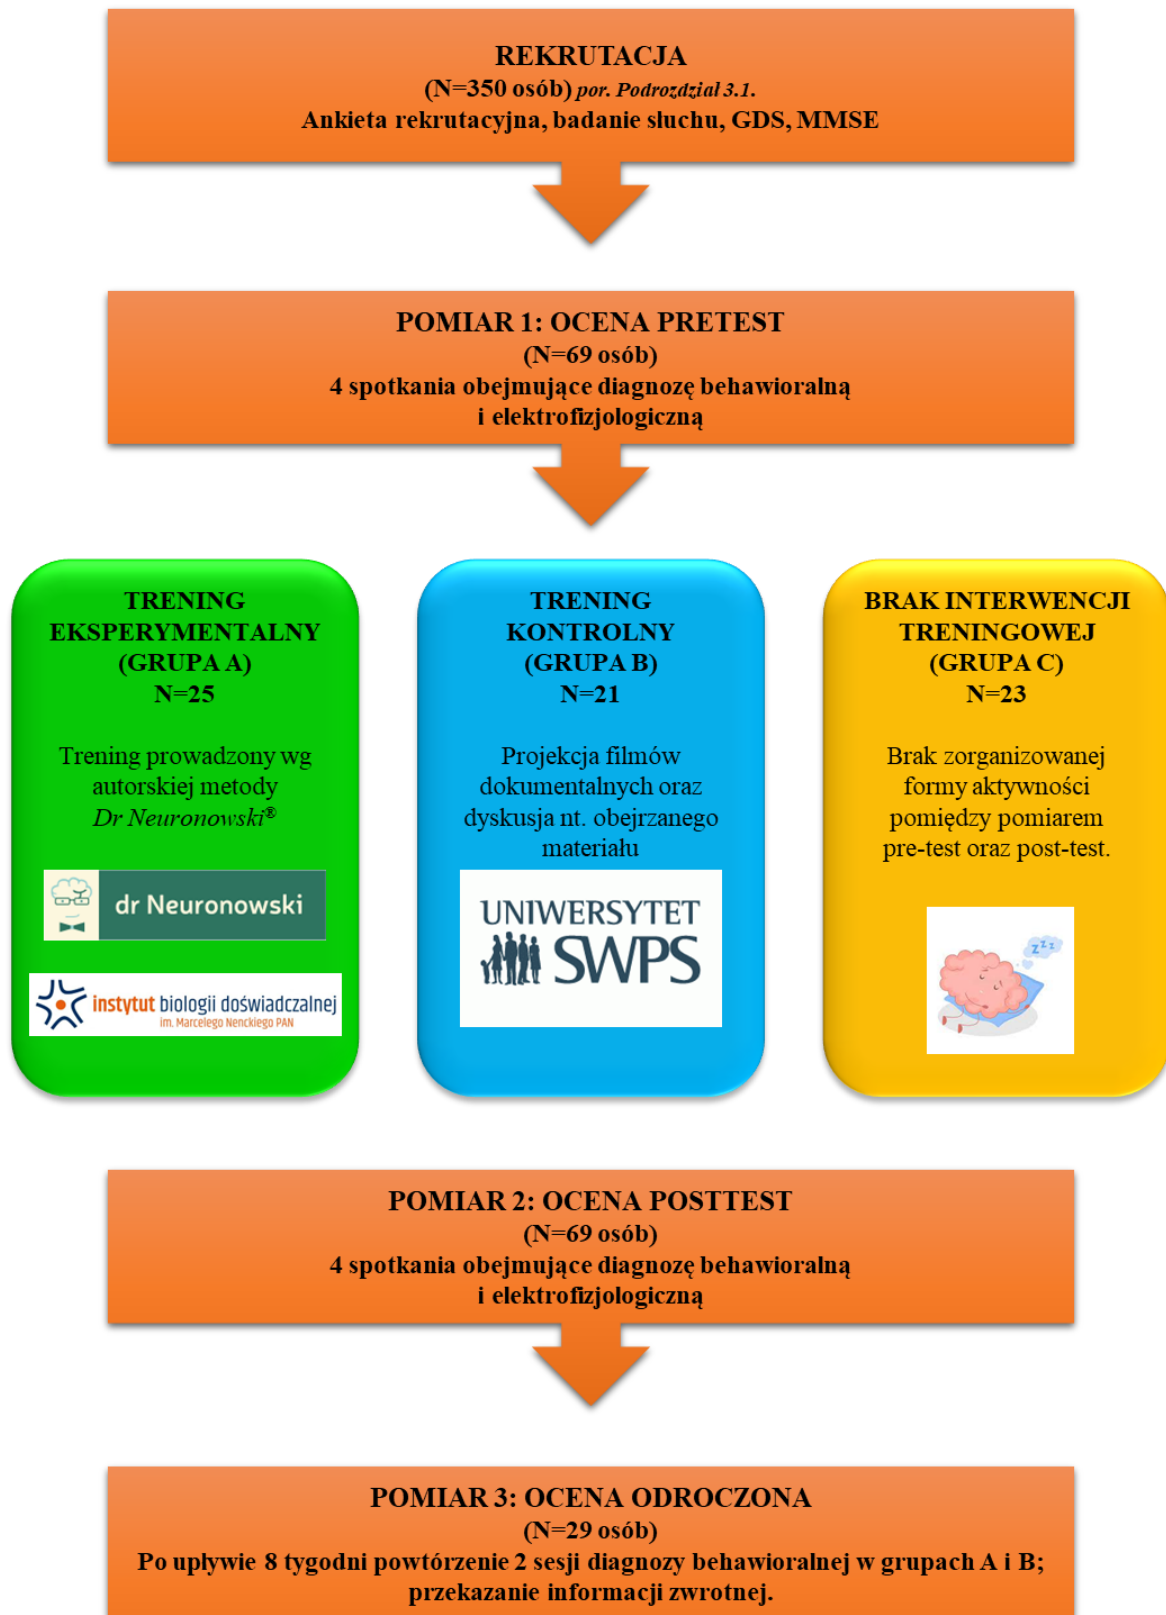 REKRUTACJA
(N=350 osób) por. Podrozdział 3.1.
Ankieta rekrutacyjna, badanie słuchu, GDS, MMSE
POMIAR 1: OCENA PRETEST
(N=69 osób)
4 spotkania obejmujące diagnozę behawioralną
i elektrofizjologiczną
TRENING
EKSPERYMENTALNY
(GRUPA A)
N=25
Trening prowadzony wg
autorskiej metody
Dr Neuronowski®
dr Neuronowski
instytut biologii doświadczalnej
im. Marcelego Nenckiego PAN
TRENING
KONTROLNY
(GRUPA B)
N=21
Projekcja filmów
dokumentalnych oraz
dyskusja nt. obejrzanego
materiału
UNIWERSYTET
SWPS
BRAK INTERWENCJI
TRENINGOWEJ
(GRUPA C)
N=23
Brak zorganizowanej
formy aktywności
pomiędzy pomiarem
pre-test oraz post-test.
z z z
POMIAR 2: OCENA POSTTEST
(N=69 osób)
4 spotkania obejmujące diagnozę behawioralną
i elektrofizjologiczną
POMIAR 3: OCENA ODROCZONA
(N=29 osób)
Po upływie 8 tygodni powtórzenie 2 sesji diagnozy behawioralnej w grupach A i B;
przekazanie informacji zwrotnej.